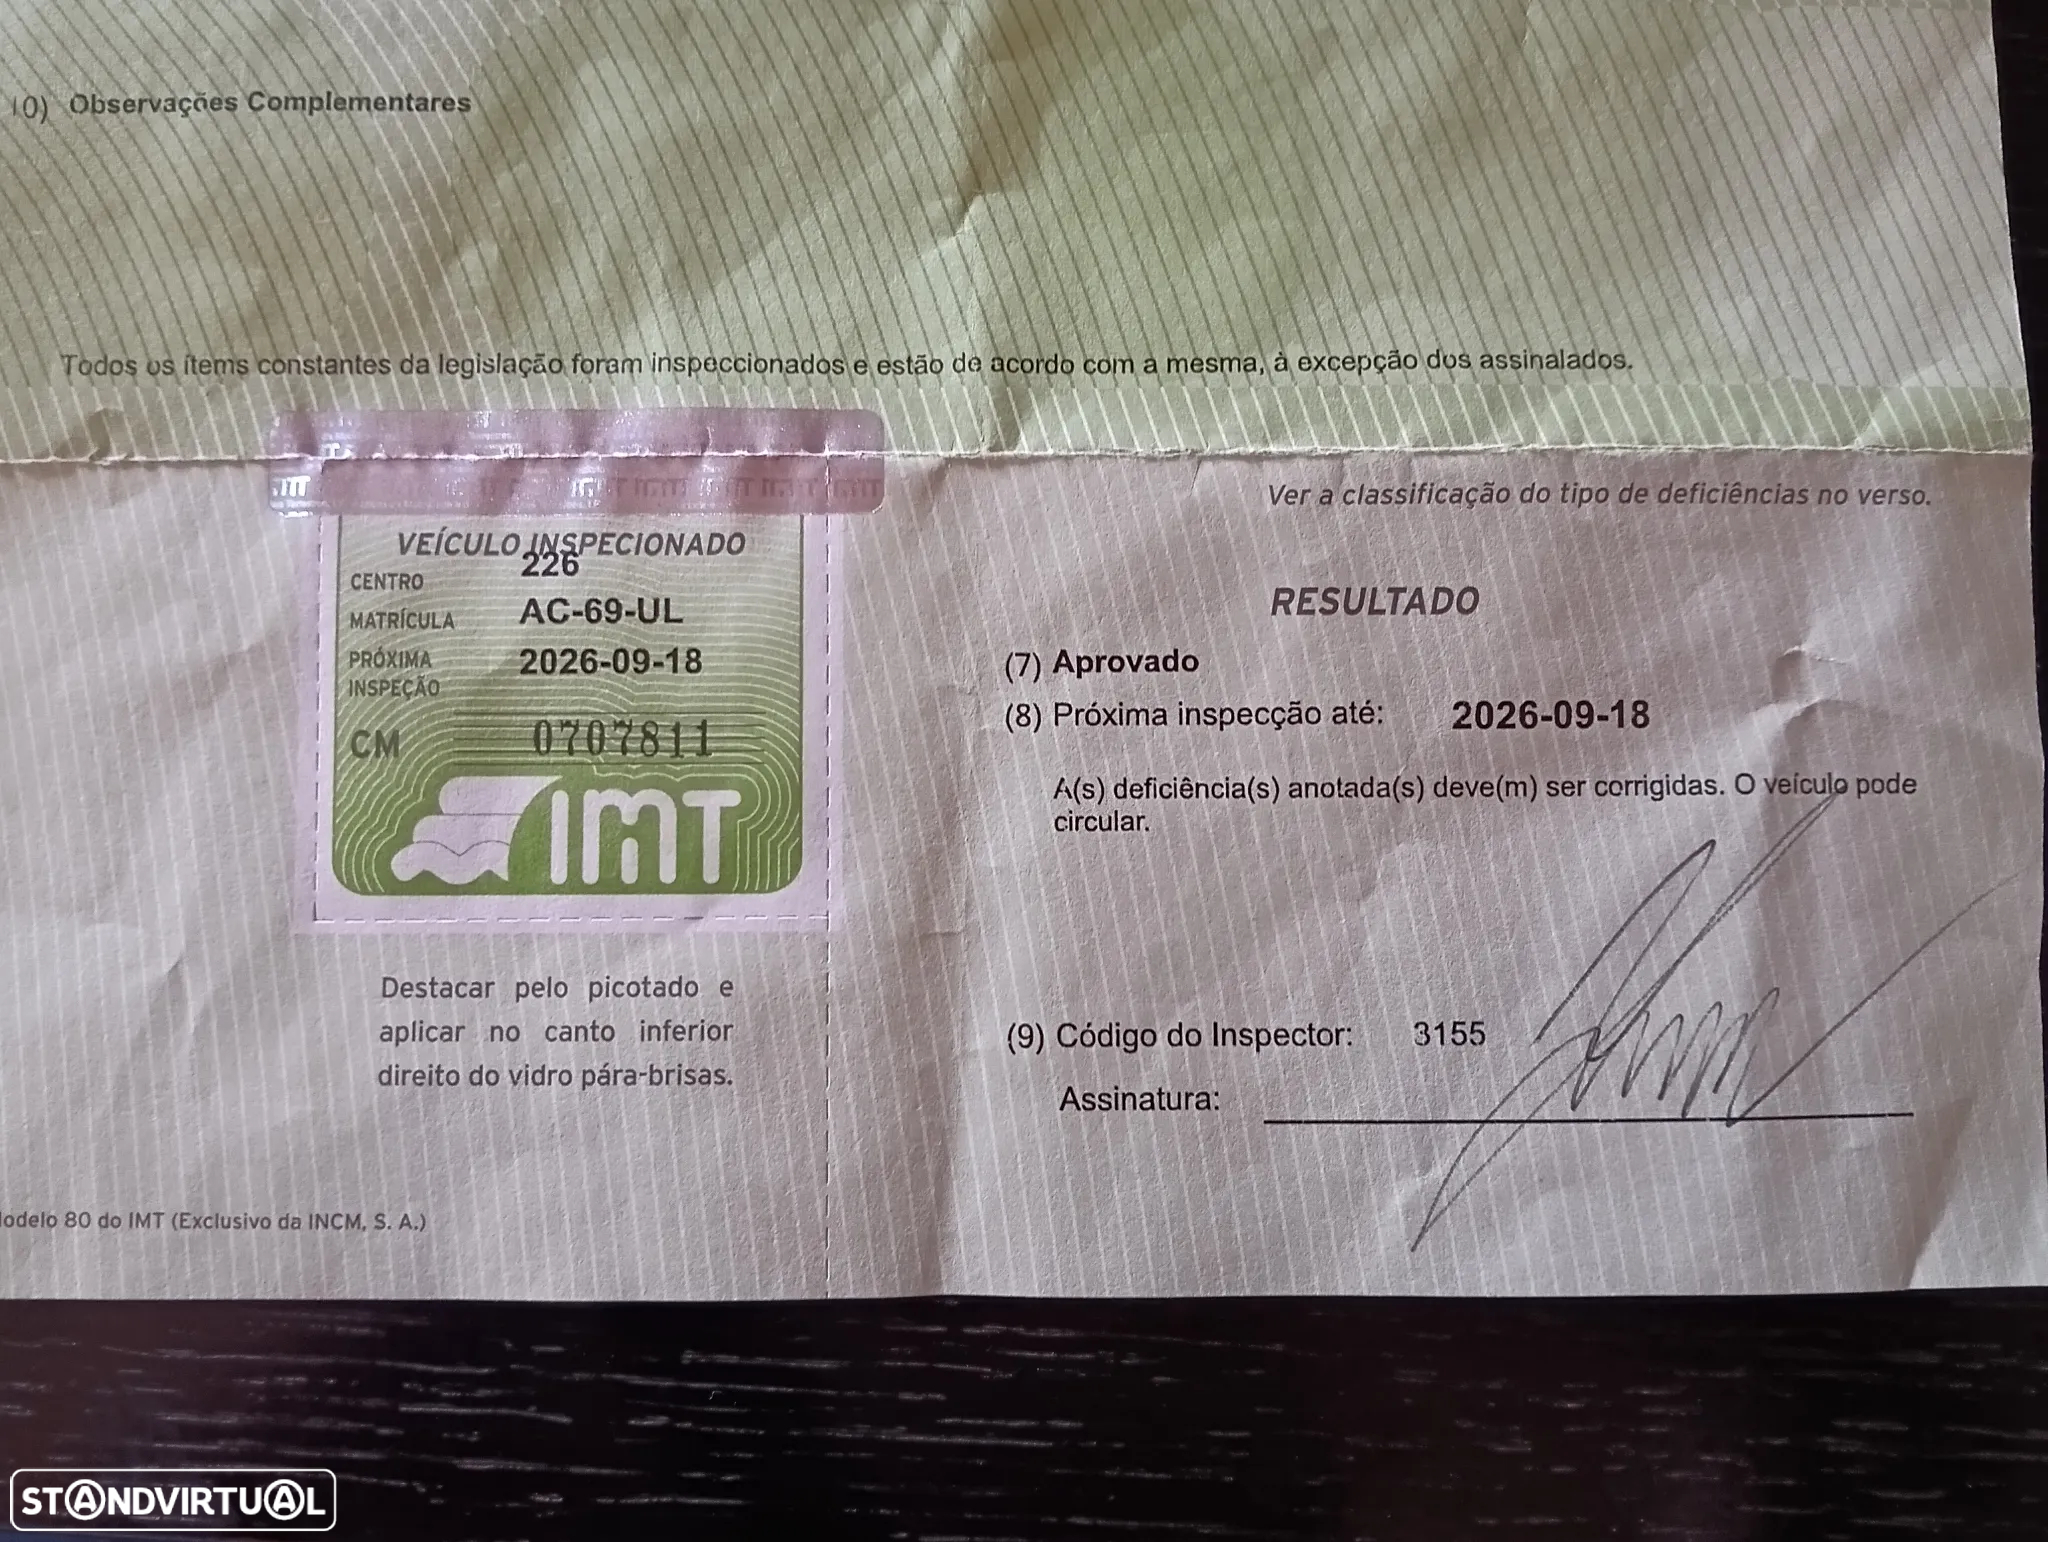 10) Observações Complementares
Todos os ítems constantes da legislação foram inspeccionados e estão de acordo com a mesma, à excepção dos assinalados.
Ver a classificação do tipo de deficiências no verso.
VEÍCULO INSPECIONADO
CENTRO 226
MATRÍCULA AC-69-UL
PRÓXIMA INSPEÇÃO 2026-09-18
CM 0707811
IMT
Destacar pelo picotado e
aplicar no canto inferior
direito do vidro pára-brisas.
RESULTADO
(7) Aprovado
(8) Próxima inspecção até: 2026-09-18
A(s) deficiência(s) anotada(s) deve(m) ser corrigidas. O veículo pode
circular.
(9) Código do Inspector: 3155
Assinatura:
odelo 80 do IMT (Exclusivo da INCM, S. A.)
STANDVIRTUAL